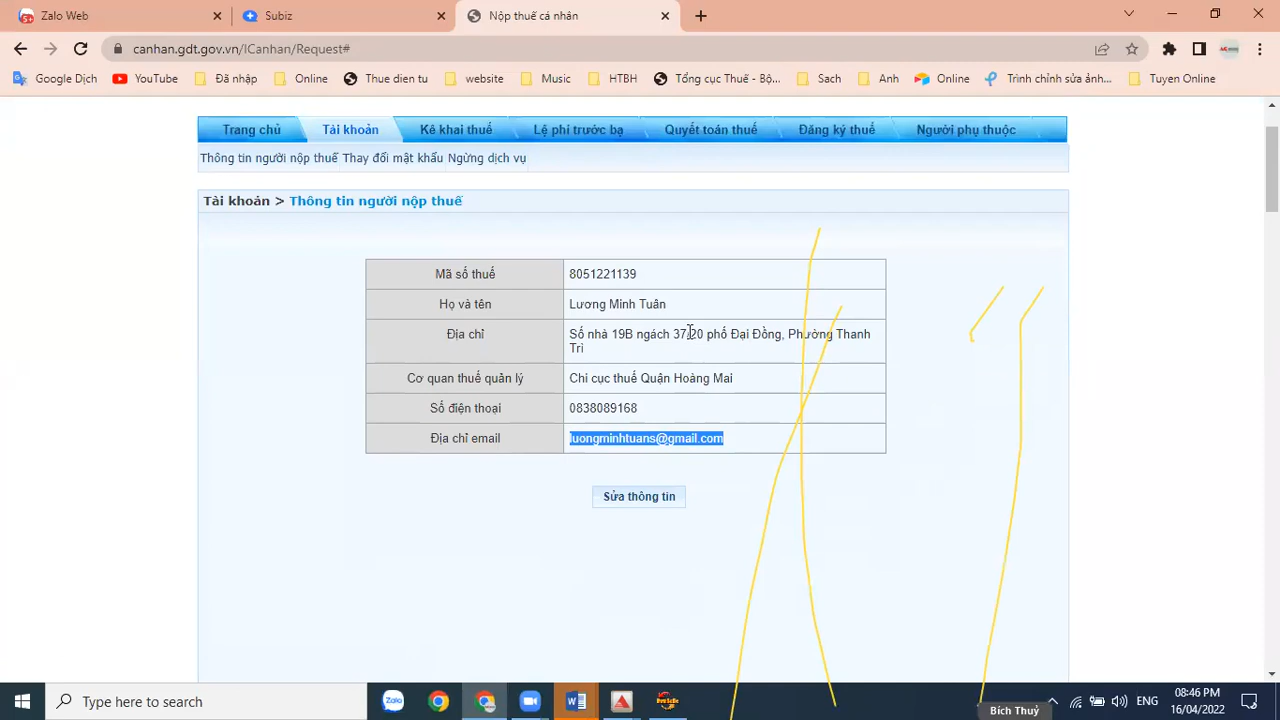 Zalo Web
Subiz
Nộp thuế cá nhân
canhan.gdt.gov.vn/ICanhan/Request#
Google Dịch
YouTube
Đã nhập
Online
Thue dien tu
website
Music
HTBH
Tổng cục Thuế - Bộ...
Sach
Anh
Online
Trình chỉnh sửa ảnh...
Tuyen Online
Trang chủ
Tài khoản
Kê khai thuế
Lệ phí trước bạ
Quyết toán thuế
Đăng ký thuế
Người phụ thuộc
Thông tin người nộp thuế Thay đổi mật khẩu Ngừng dịch vụ
Tài khoản > Thông tin người nộp thuế
Mã số thuế 8051221139
Họ và tên Lương Minh Tuân
Địa chỉ Số nhà 19B ngách 37/20 phố Đại Đồng, Phường Thanh
Trì
Cơ quan thuế quản lý Chi cục thuế Quận Hoàng Mai
Số điện thoại 0838089168
Địa chỉ email luongminhtuans@gmail.com
Sửa thông tin
Type here to search
ENG
08:46 PM
16/04/2022
Bích Thuỷ